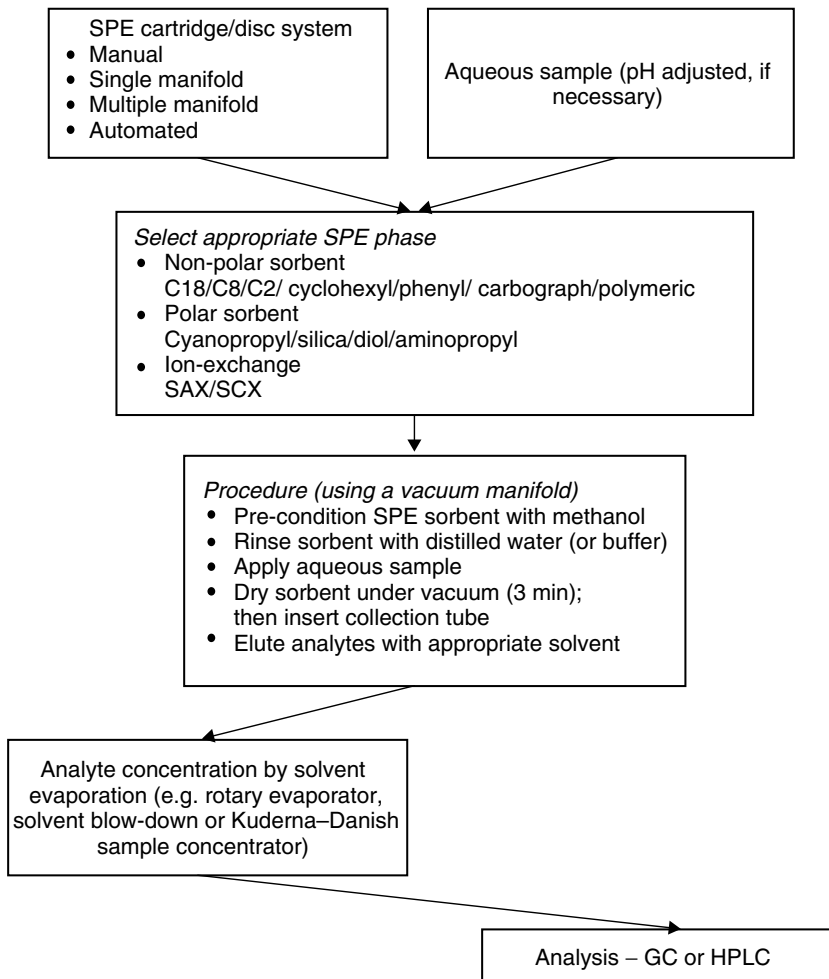 SPE cartridge/disc system
• Manual
• Single manifold
• Multiple manifold
• Automated
Aqueous sample (pH adjusted, if
necessary)
Select appropriate SPE phase
• Non-polar sorbent
C18/C8/C2/ cyclohexyl/phenyl/ carbograph/polymeric
• Polar sorbent
Cyanopropyl/silica/diol/aminopropyl
• Ion-exchange
SAX/SCX
Procedure (using a vacuum manifold)
• Pre-condition SPE sorbent with methanol
• Rinse sorbent with distilled water (or buffer)
• Apply aqueous sample
• Dry sorbent under vacuum (3 min);
then insert collection tube
• Elute analytes with appropriate solvent
Analyte concentration by solvent
evaporation (e.g. rotary evaporator,
solvent blow-down or Kuderna–Danish
sample concentrator)
Analysis – GC or HPLC